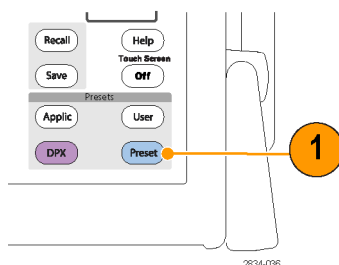 Recall Help
Touch Screen
Save Off
Presets
Applic User
DPX Preset
1
2834-036